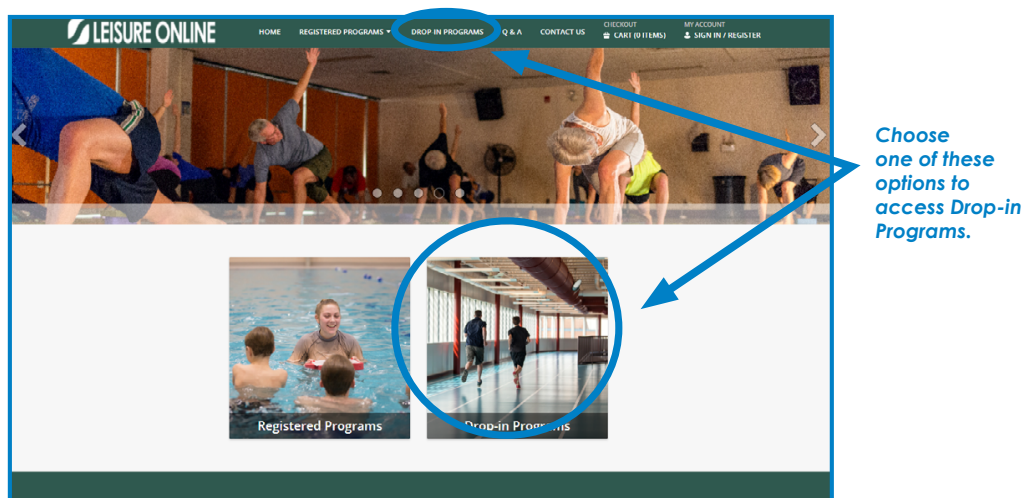 LEISURE ONLINE
HOME
REGISTERED PROGRAMS
DROP IN PROGRAMS
Q & A
CONTACT US
CHECKOUT
CART (0 ITEMS)
MY ACCOUNT
SIGN IN / REGISTER
Choose
one of these
options to
access Drop-in
Programs.
Registered Programs
Drop-in Programs